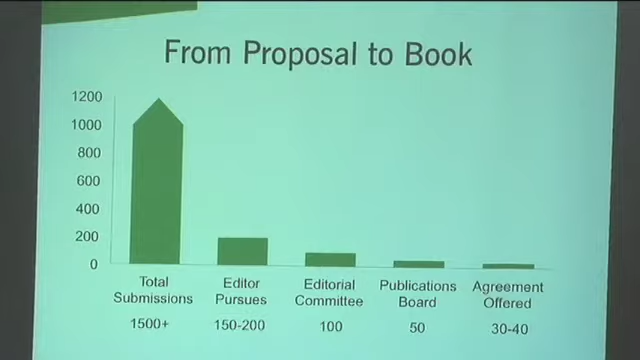 From Proposal to Book
1200
1000
800
600
400
200
0
Total
Submissions
Editor
Pursues
Editorial
Committee
Publications
Board
Agreement
Offered
1500+
150-200
100
50
30-40